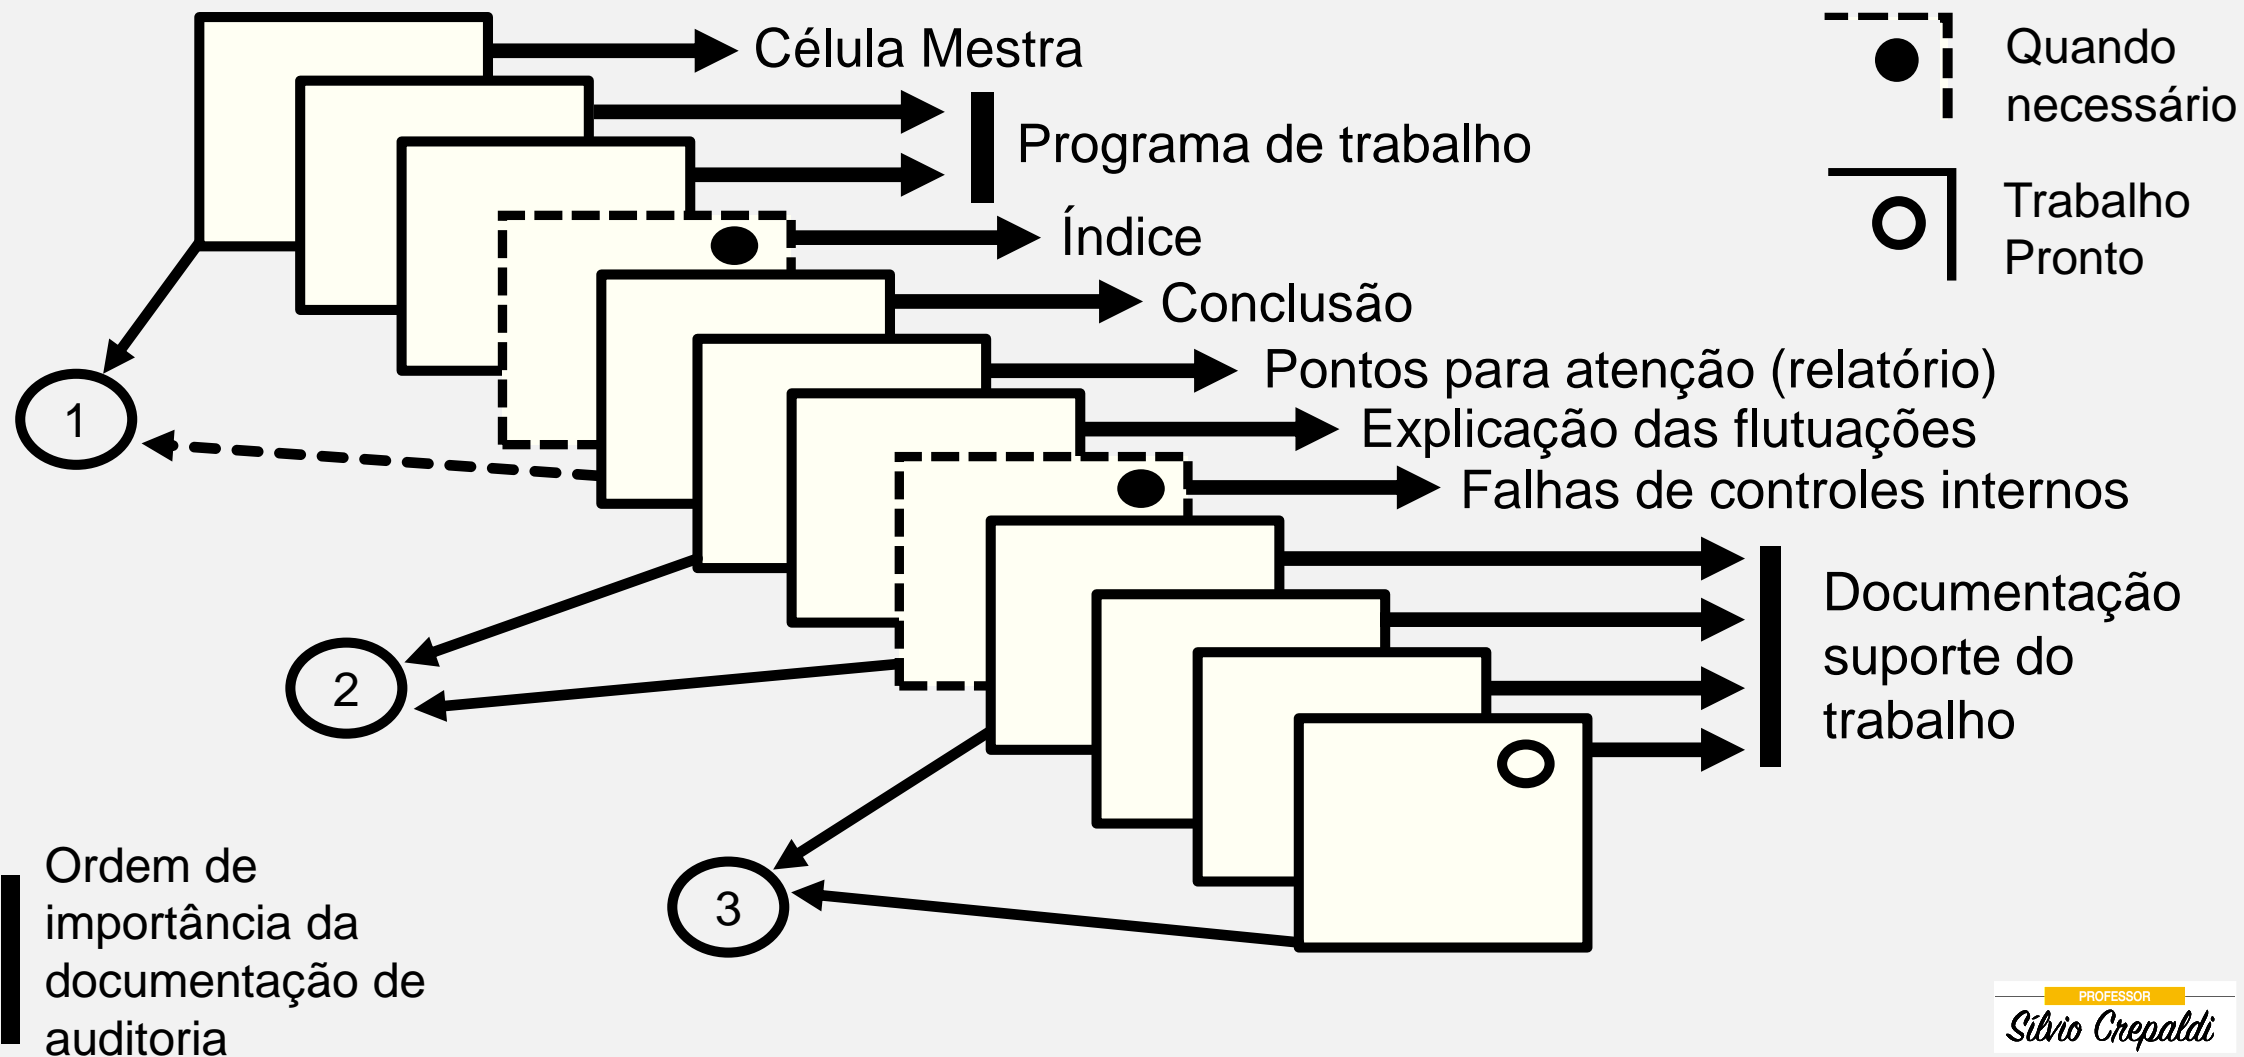 Célula Mestra
Programa de trabalho
Índice
Conclusão
Pontos para atenção (relatório)
Explicação das flutuações
Falhas de controles internos
Documentação
suporte do
trabalho
Quando
necessário
Trabalho
Pronto
1
2
3
Ordem de
importância da
documentação de
auditoria
PROFESSOR
Sílvio Crepaldi